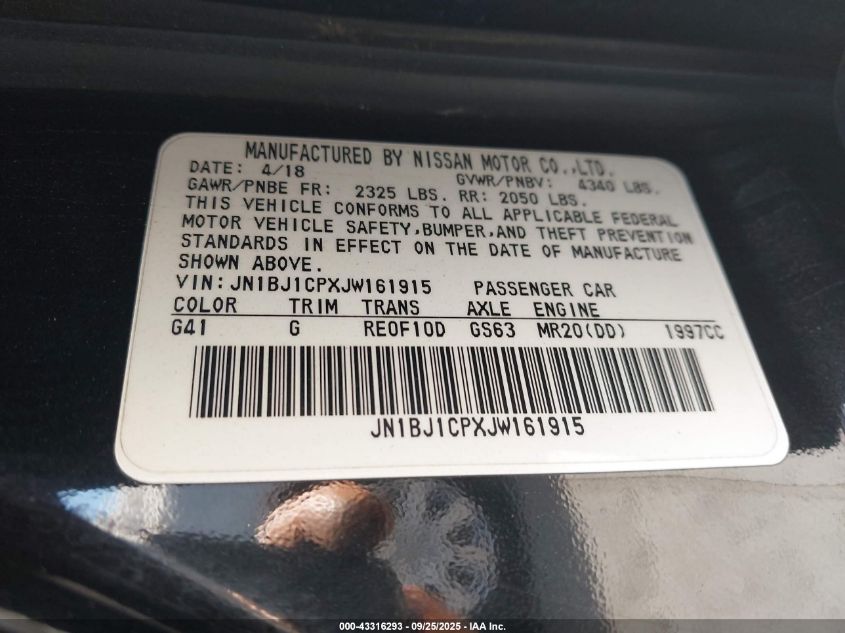 MANUFACTURED BY NISSAN MOTOR CO.,LTD.
DATE: 4/18 GVWR/PNBV: 4340 LBS.
GAWR/PNBE FR: 2325 LBS. RR: 2050 LBS.
THIS VEHICLE CONFORMS TO ALL APPLICABLE FEDERAL
MOTOR VEHICLE SAFETY,BUMPER,AND THEFT PREVENTION
STANDARDS IN EFFECT ON THE DATE OF MANUFACTURE
SHOWN ABOVE.
VIN: JN1BJ1CPXJW161915 PASSENGER CAR
COLOR TRIM TRANS AXLE ENGINE
G41 G RE0F10D GS63 MR20(DD) 1997CC
JN1BJ1CPXJW161915
000-43316293 - 09/25/2025 - IAA Inc.